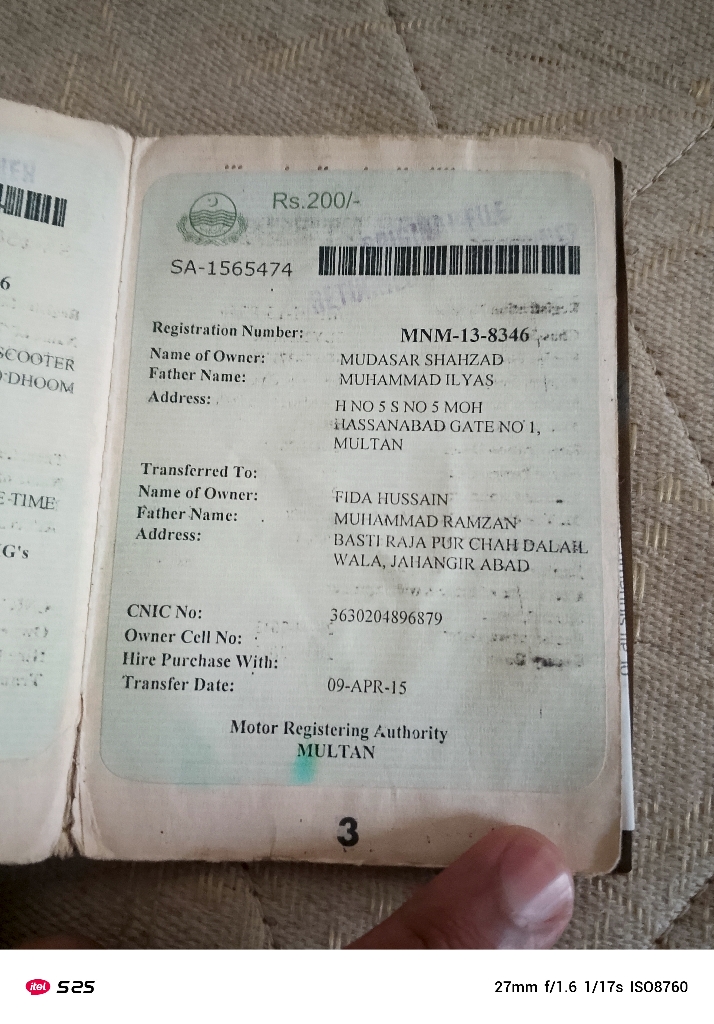 6
SCOOTER
DHOOM
E-TIME
G's
Rs.200/-
SA-1565474
Registration Number: MNM-13-8346
Name of Owner: MUDASAR SHAHZAD
Father Name: MUHAMMAD ILYAS
Address: H NO 5 S NO 5 MOH
HASSANABAD GATE NO 1,
MULTAN
Transferred To:
Name of Owner: FIDA HUSSAIN
Father Name: MUHAMMAD RAMZAN
Address: BASTI RAJA PUR CHAH DALAIL
WALA, JAHANGIR ABAD
CNIC No: 3630204896879
Owner Cell No: -
Hire Purchase With: -
Transfer Date: 09-APR-15
Motor Registering Authority
MULTAN
3
itel S25
27mm f/1.6 1/17s ISO8760